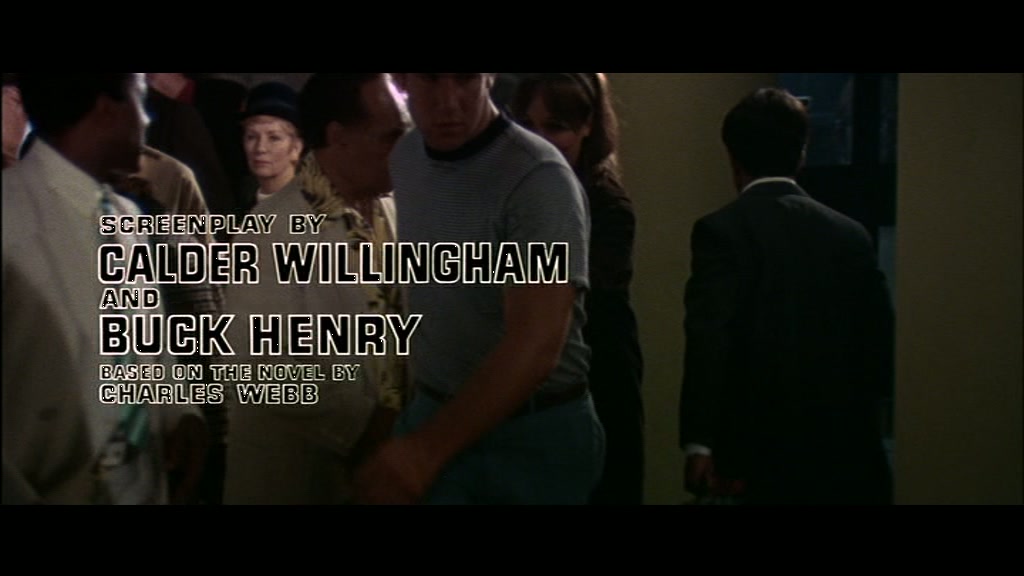 SCREENPLAY BY
CALDER WILLINGHAM
AND
BUCK HENRY
BASED ON THE NOVEL BY
CHARLES WEBB